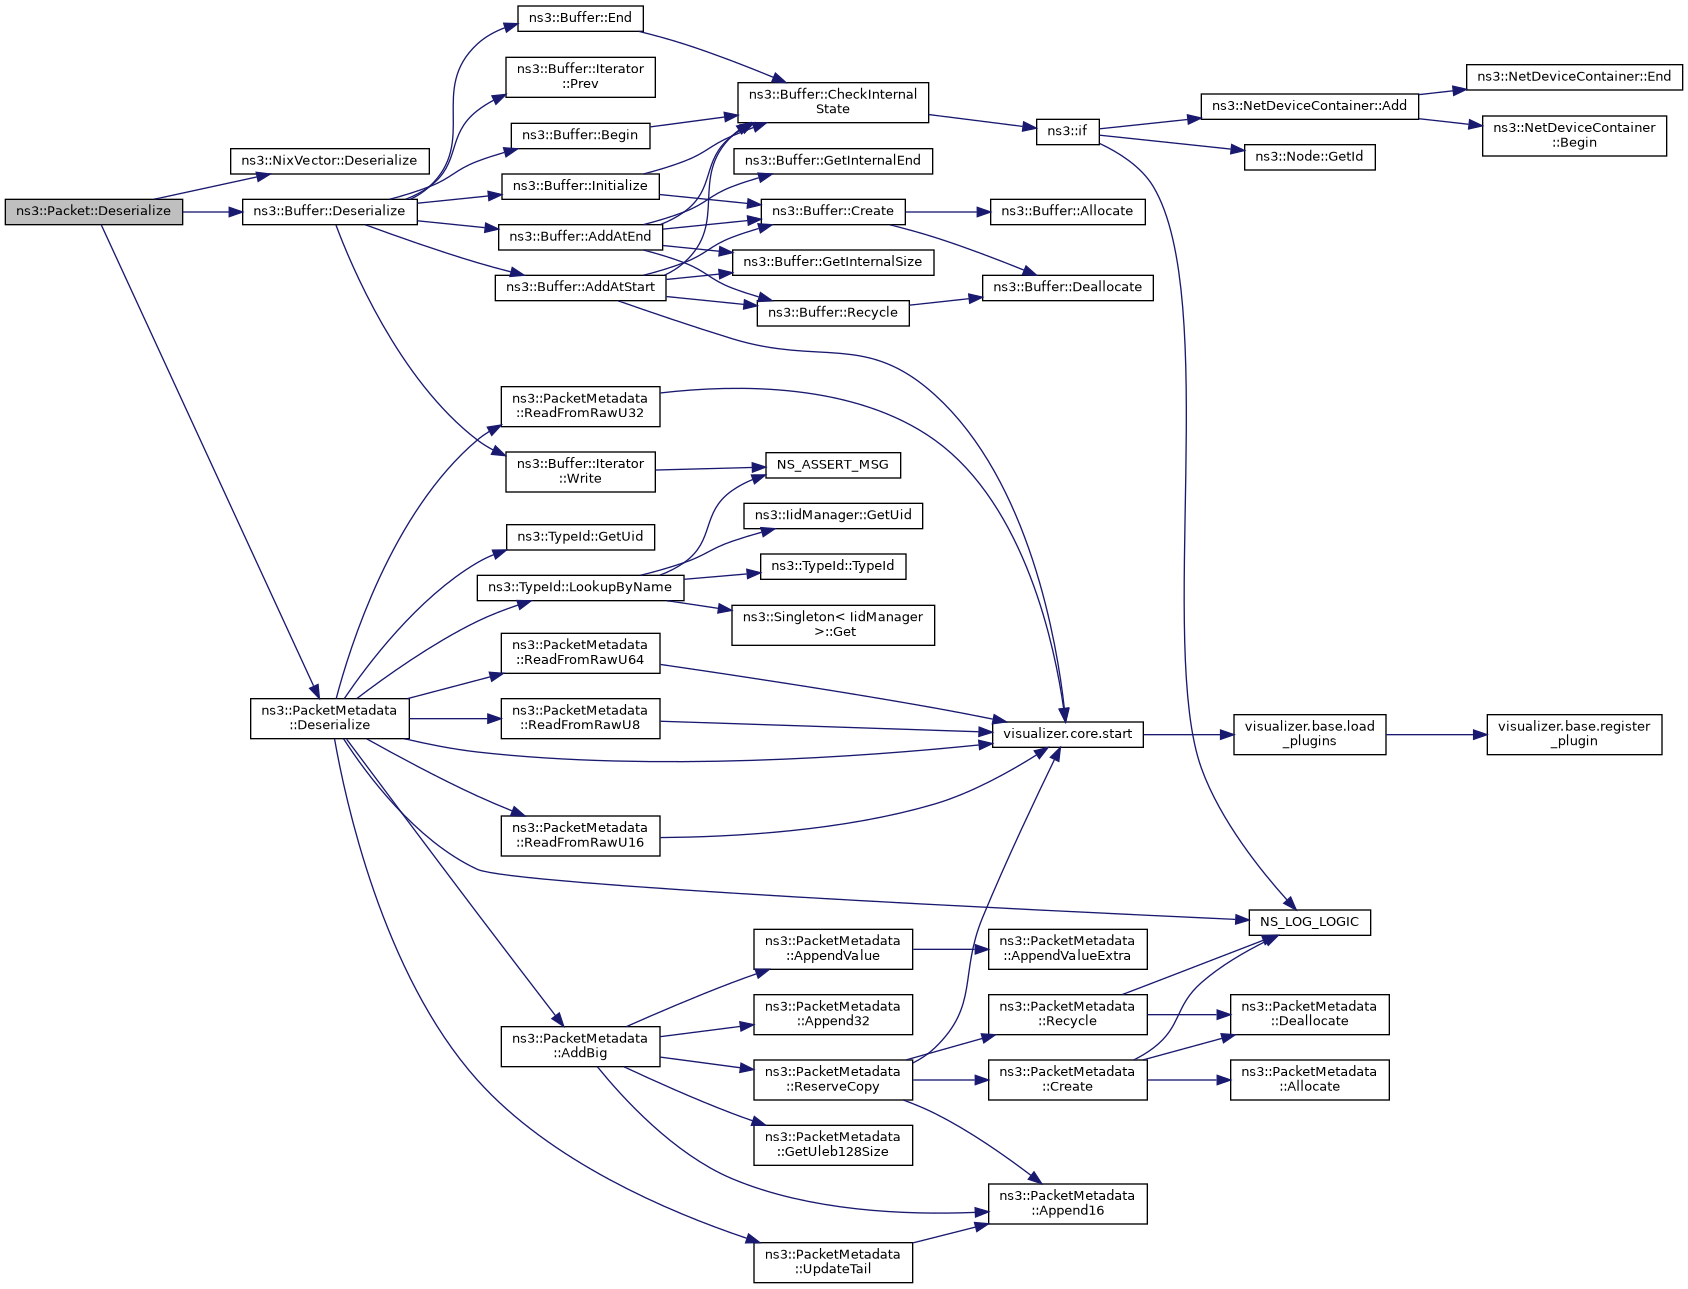 ns3::Packet::Deserialize
ns3::NixVector::Deserialize
ns3::Buffer::Deserialize
ns3::PacketMetadata
::Deserialize
ns3::Buffer::End
ns3::Buffer::Iterator
::Prev
ns3::Buffer::Begin
ns3::Buffer::Initialize
ns3::Buffer::AddAtEnd
ns3::Buffer::AddAtStart
ns3::PacketMetadata
::ReadFromRawU32
ns3::Buffer::Iterator
::Write
ns3::TypeId::GetUid
ns3::TypeId::LookupByName
ns3::PacketMetadata
::ReadFromRawU64
ns3::PacketMetadata
::ReadFromRawU8
ns3::PacketMetadata
::ReadFromRawU16
ns3::PacketMetadata
::AddBig
ns3::Buffer::CheckInternal
State
ns3::Buffer::GetInternalEnd
ns3::Buffer::Create
ns3::Buffer::GetInternalSize
ns3::Buffer::Recycle
NS_ASSERT_MSG
ns3::IidManager::GetUid
ns3::TypeId::TypeId
ns3::Singleton< IidManager
>::Get
ns3::PacketMetadata
::AppendValue
ns3::PacketMetadata
::Append32
ns3::PacketMetadata
::ReserveCopy
ns3::PacketMetadata
::GetUleb128Size
ns3::PacketMetadata
::UpdateTail
ns3::if
ns3::Buffer::Allocate
ns3::Buffer::Deallocate
visualizer.core.start
ns3::PacketMetadata
::AppendValueExtra
ns3::PacketMetadata
::Recycle
ns3::PacketMetadata
::Create
ns3::PacketMetadata
::Append16
ns3::NetDeviceContainer::Add
ns3::Node::GetId
visualizer.base.load
_plugins
NS_LOG_LOGIC
ns3::PacketMetadata
::Deallocate
ns3::PacketMetadata
::Allocate
ns3::NetDeviceContainer::End
ns3::NetDeviceContainer
::Begin
visualizer.base.register
_plugin